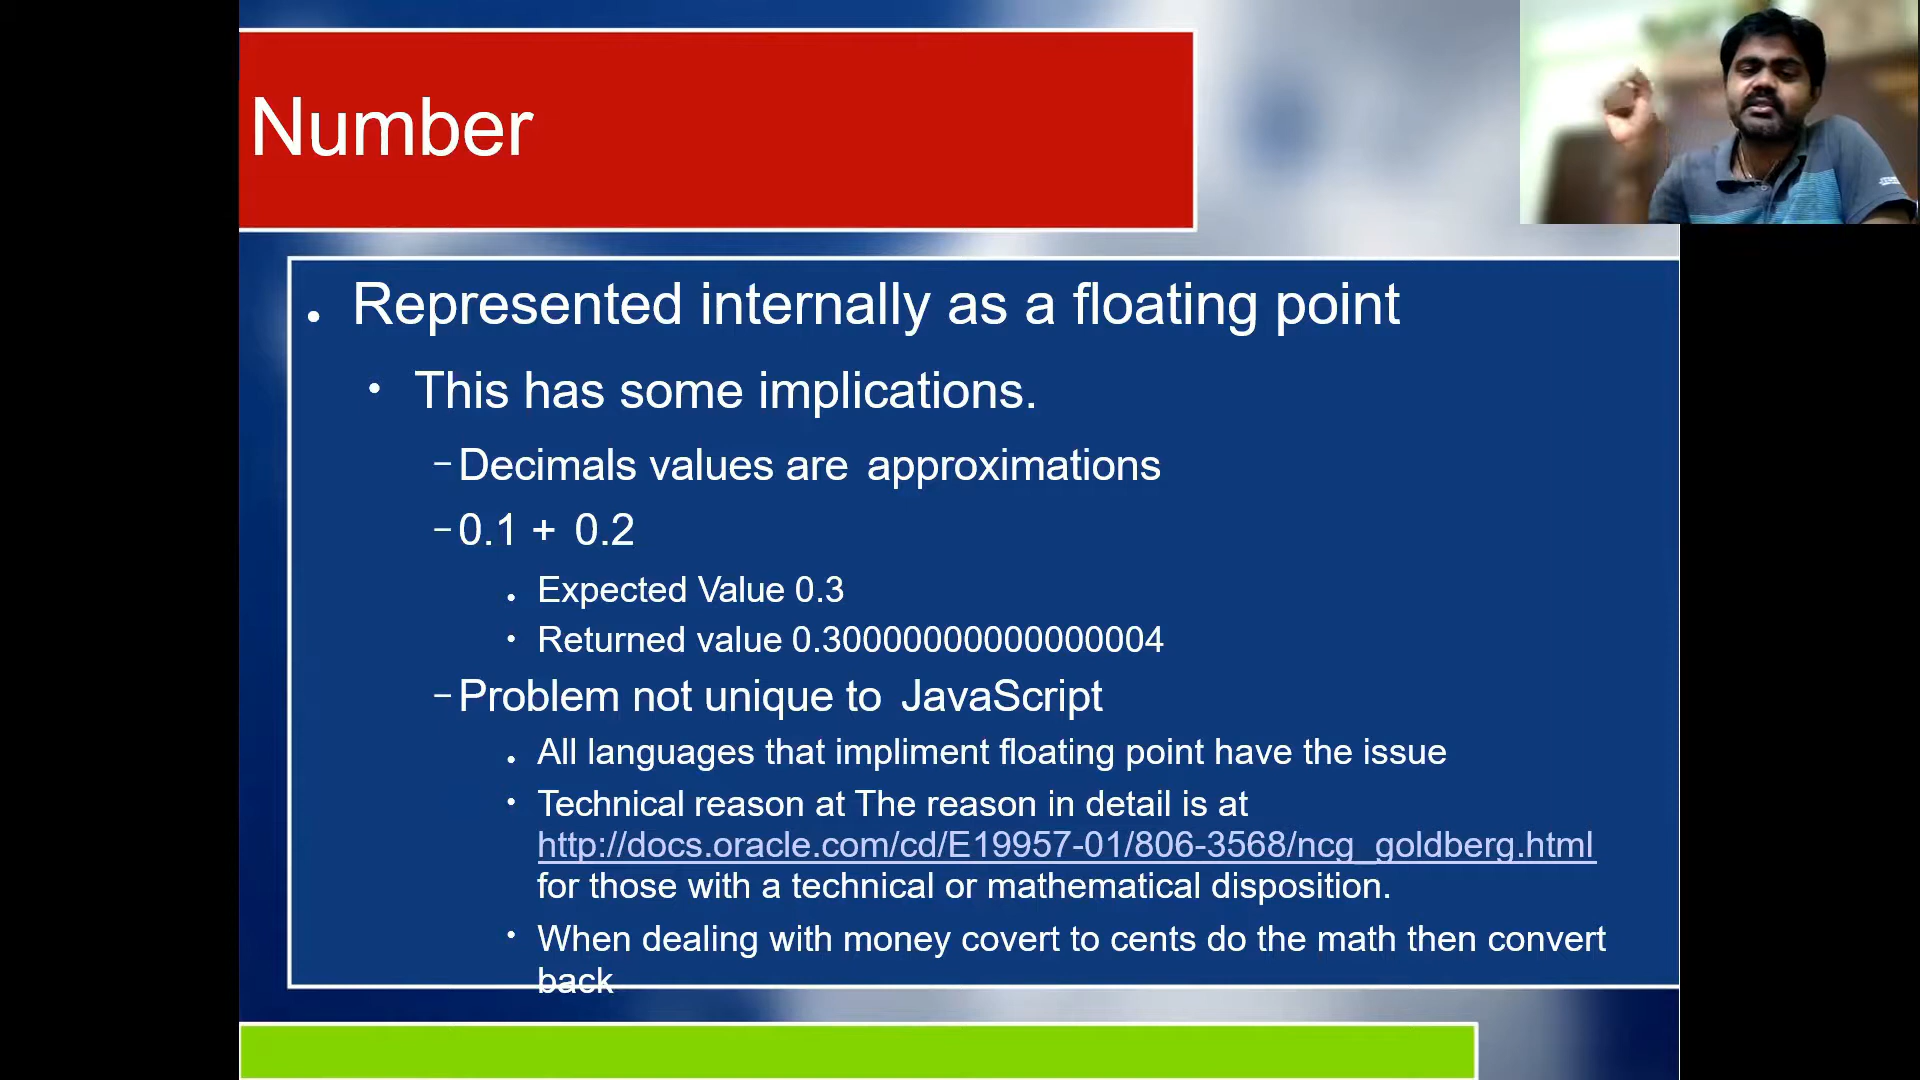 Number
• Represented internally as a floating point
• This has some implications.
–Decimals values are approximations
–0.1 + 0.2
• Expected Value 0.3
• Returned value 0.30000000000000004
–Problem not unique to JavaScript
• All languages that impliment floating point have the issue
• Technical reason at The reason in detail is at
http://docs.oracle.com/cd/E19957-01/806-3568/ncg_goldberg.html
for those with a technical or mathematical disposition.
• When dealing with money covert to cents do the math then convert
back